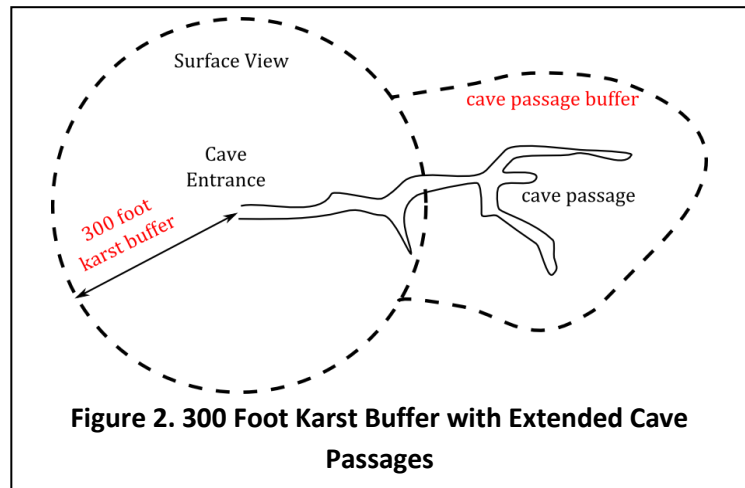 Surface View
cave passage buffer
Cave
Entrance
cave passage
300 foot
karst buffer
Figure 2. 300 Foot Karst Buffer with Extended Cave
Passages